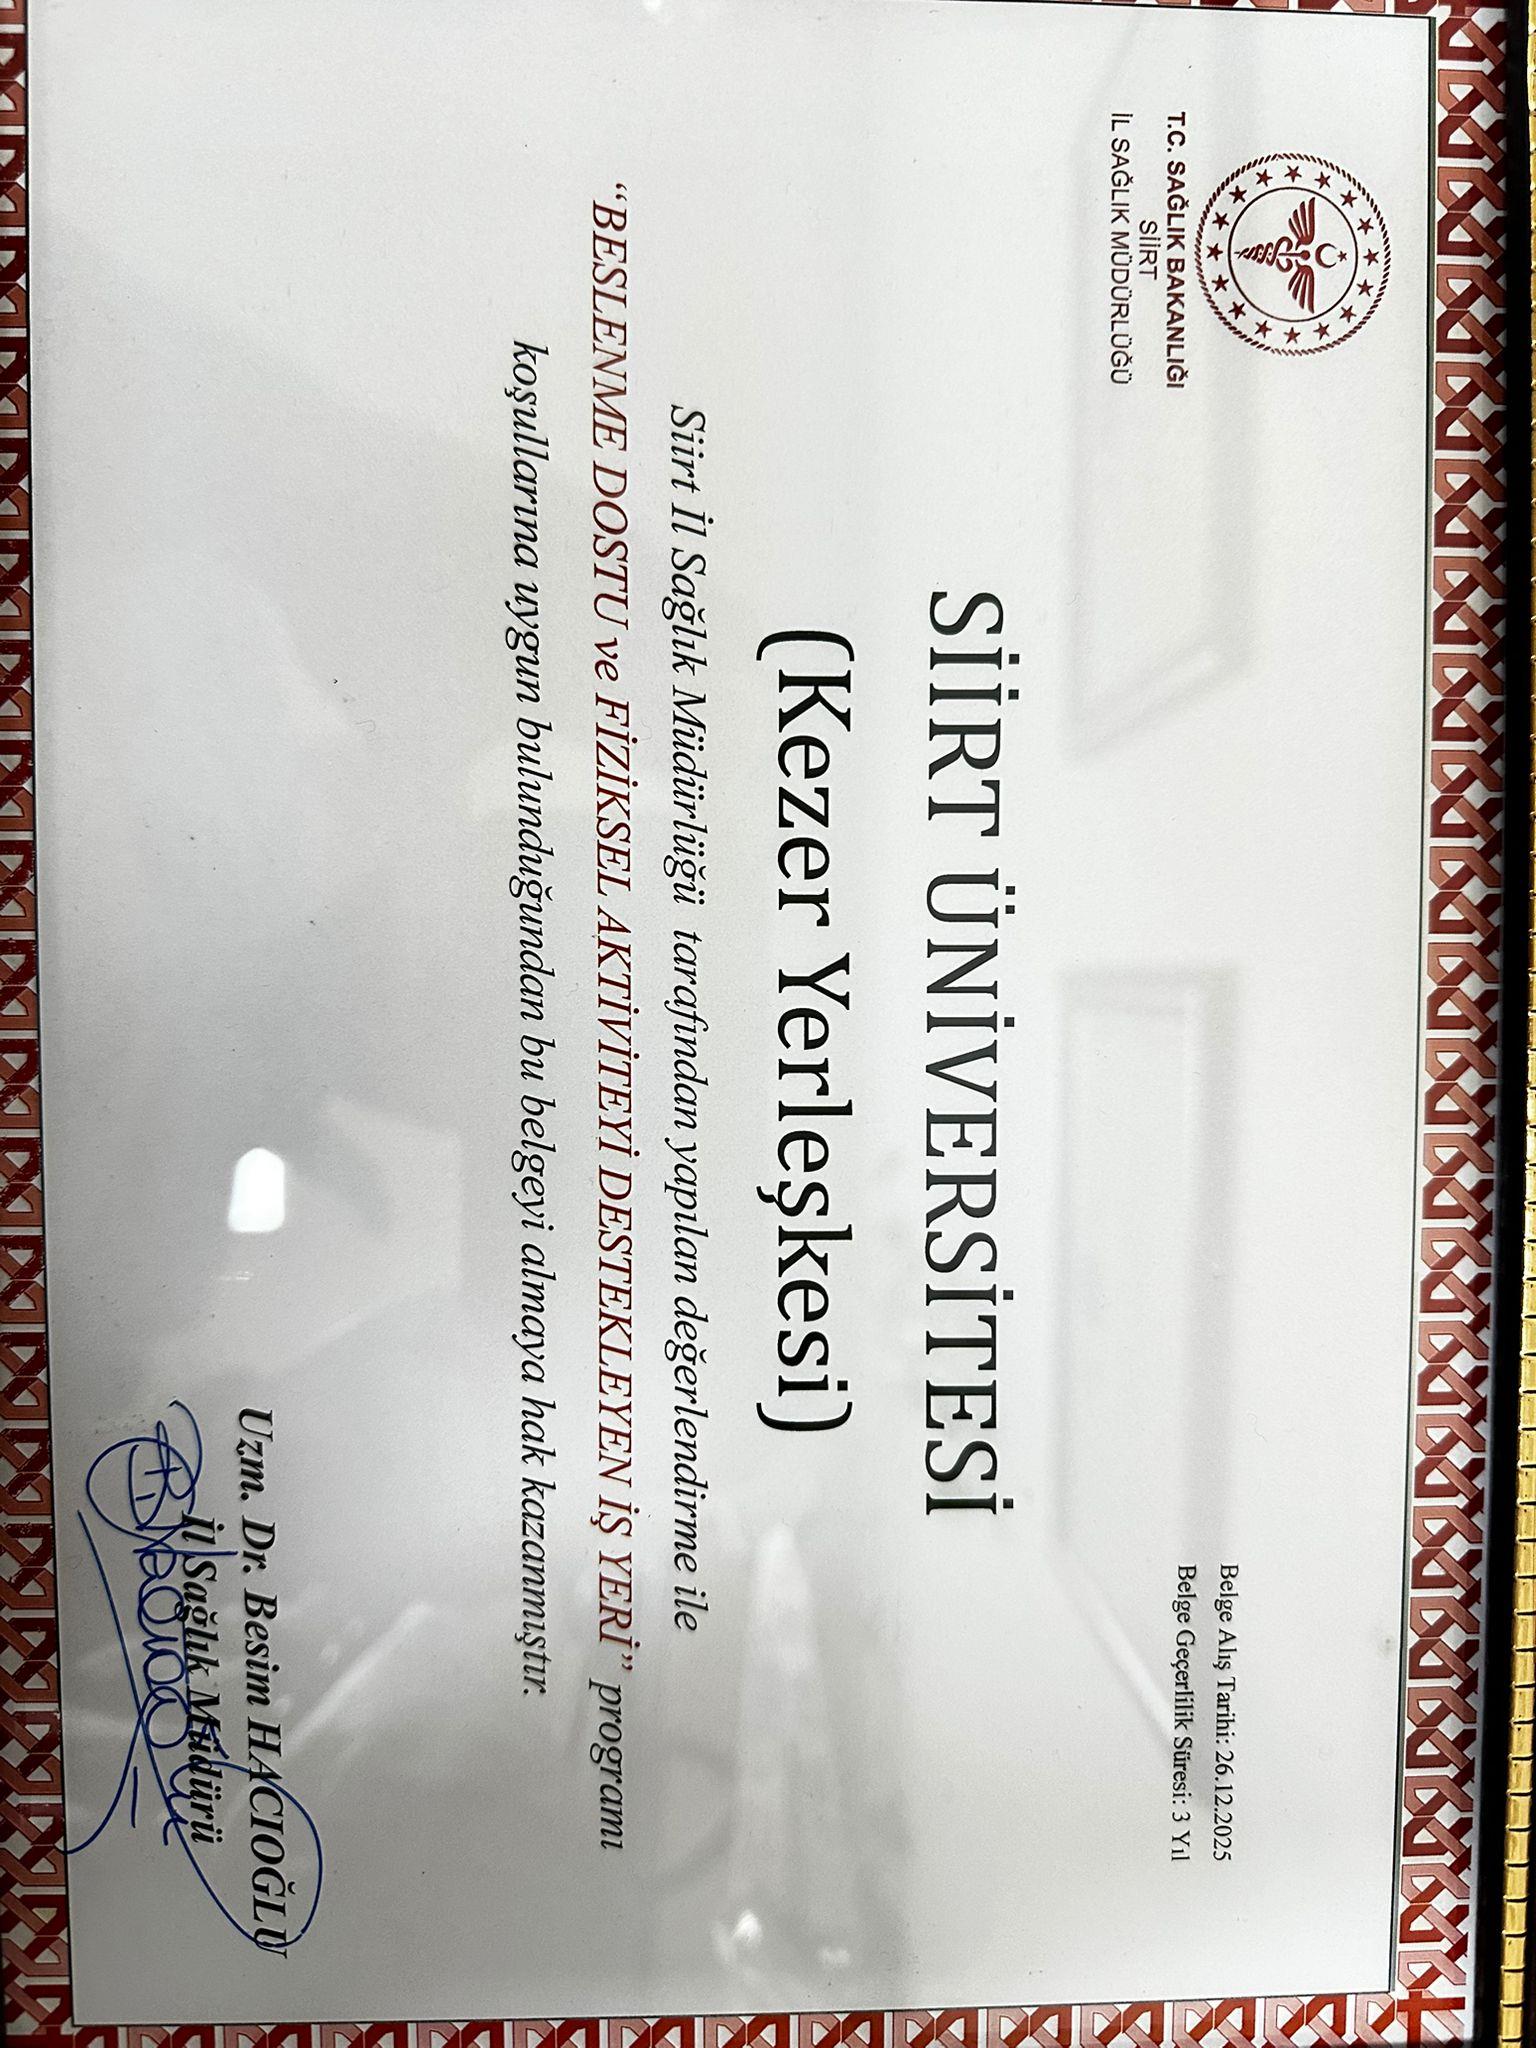 T.C. SAĞLIK BAKANLIĞI
SİİRT
İL SAĞLIK MÜDÜRLÜĞÜ
Belge Alış Tarihi: 26.12.2025
Belge Geçerlilik Süresi: 3 Yıl
SİİRT ÜNİVERSİTESİ
(Kezer Yerleşkesi)
Siirt İl Sağlık Müdürlüğü tarafından yapılan değerlendirme ile
“BESLENME DOSTU ve FİZİKSEL AKTİVİTEYİ DESTEKLEYEN İŞ YERİ” programı
koşullarına uygun bulunduğundan bu belgeyi almaya hak kazanmıştır.
Uzm. Dr. Besim HACIOĞLU
İl Sağlık Müdürü